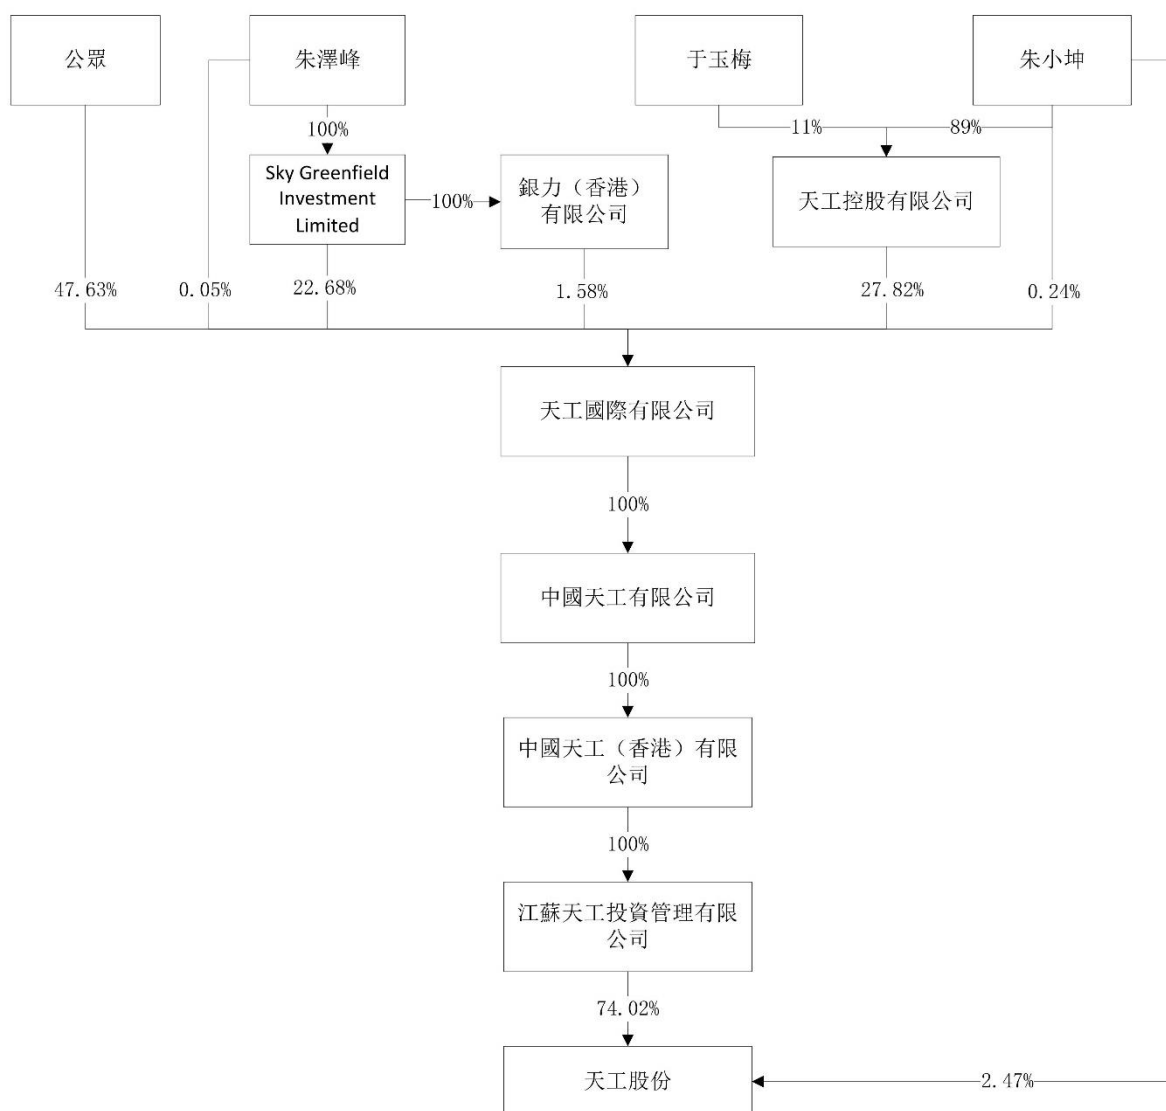 公眾
朱澤峰
于玉梅
朱小坤
100%
11%
89%
Sky Greenfield
Investment
Limited
100%
銀力（香港）
有限公司
天工控股有限公司
47.63%
0.05%
22.68%
1.58%
27.82%
0.24%
天工國際有限公司
100%
中國天工有限公司
100%
中國天工（香港）有限
公司
100%
江蘇天工投資管理有限
公司
74.02%
天工股份
2.47%